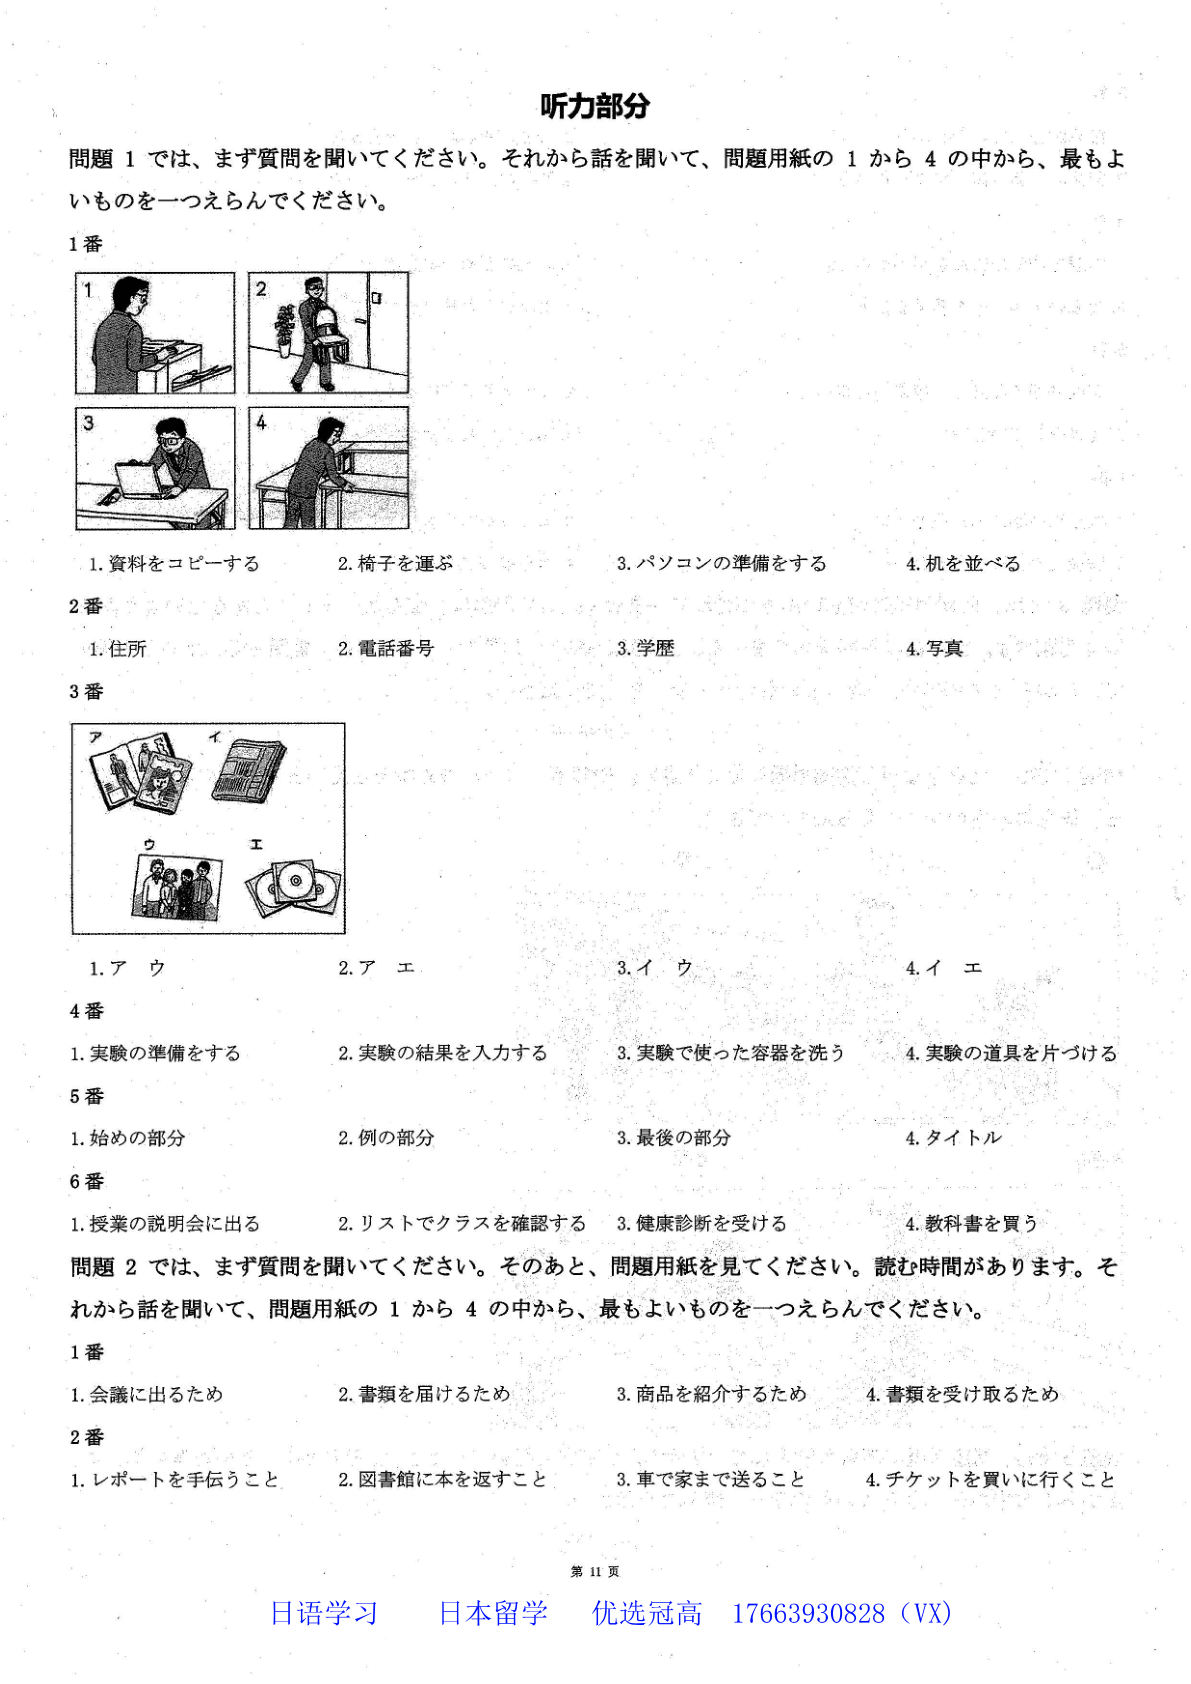 听力部分
問題 1 では、まず質問を聞いてください。それから話を聞いて、問題用紙の 1 から 4 の中から、最もよ
いものを一つえらんでください。
1番
1
2
3
4
1. 資料をコピーする 2. 椅子を運ぶ 3. パソコンの準備をする 4. 机を並べる
2番
1. 住所 2. 電話番号 3. 学歴 4. 写真
3番
ア イ
ウ エ
1. ア ウ 2. ア エ 3. イ ウ 4. イ エ
4番
1. 実験の準備をする 2. 実験の結果を入力する 3. 実験で使った容器を洗う 4. 実験の道具を片づける
5番
1. 始めの部分 2. 例の部分 3. 最後の部分 4. タイトル
6番
1. 授業の説明会に出る 2. リストでクラスを確認する 3. 健康診断を受ける 4. 教科書を買う
問題 2 では、まず質問を聞いてください。そのあと、問題用紙を見てください。読む時間があります。そ
れから話を聞いて、問題用紙の 1 から 4 の中から、最もよいものを一つえらんでください。
1番
1. 会議に出るため 2. 書類を届けるため 3. 商品を紹介するため 4. 書類を受け取るため
2番
1. レポートを手伝うこと 2. 図書館に本を返すこと 3. 車で家まで送ること 4. チケットを買いに行くこと
第 11 页
日语学习 日本留学 优选冠高 17663930828（VX)